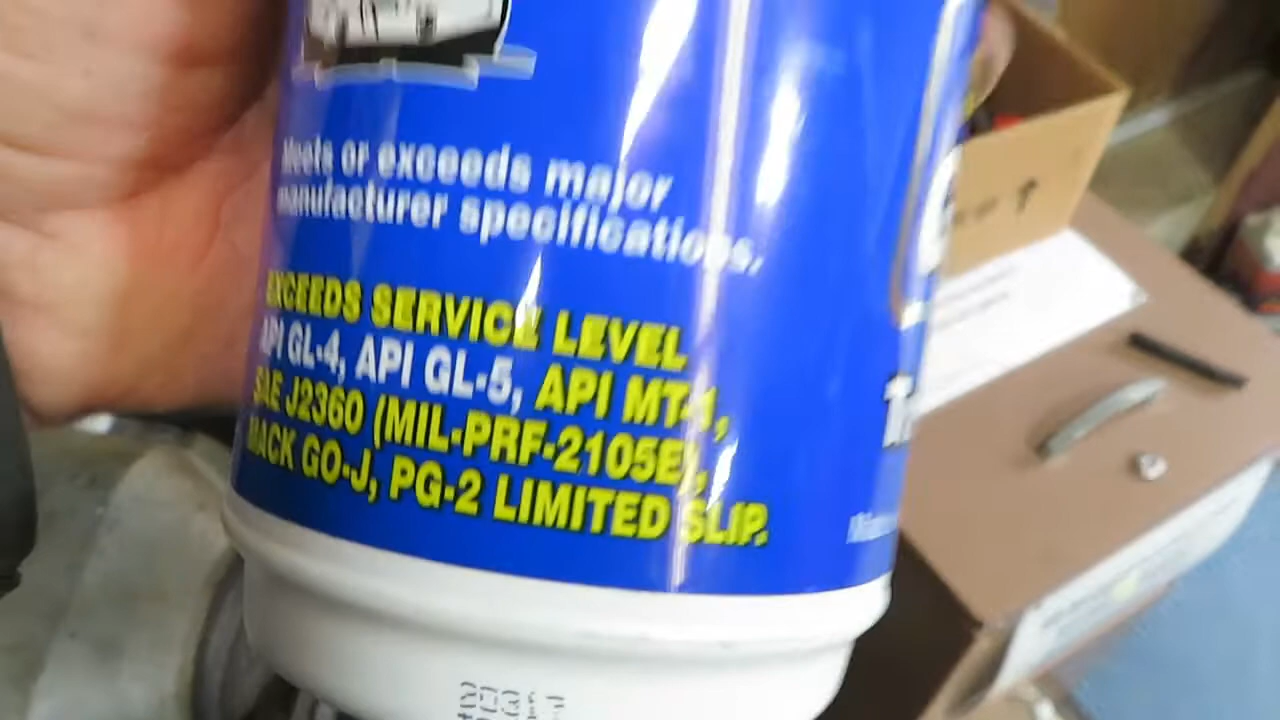 Meets or exceeds major
manufacturer specifications.
EXCEEDS SERVICE LEVEL
API GL-4, API GL-5, API MT-1,
SAE J2360 (MIL-PRF-2105E),
MACK GO-J, PG-2 LIMITED SLIP.